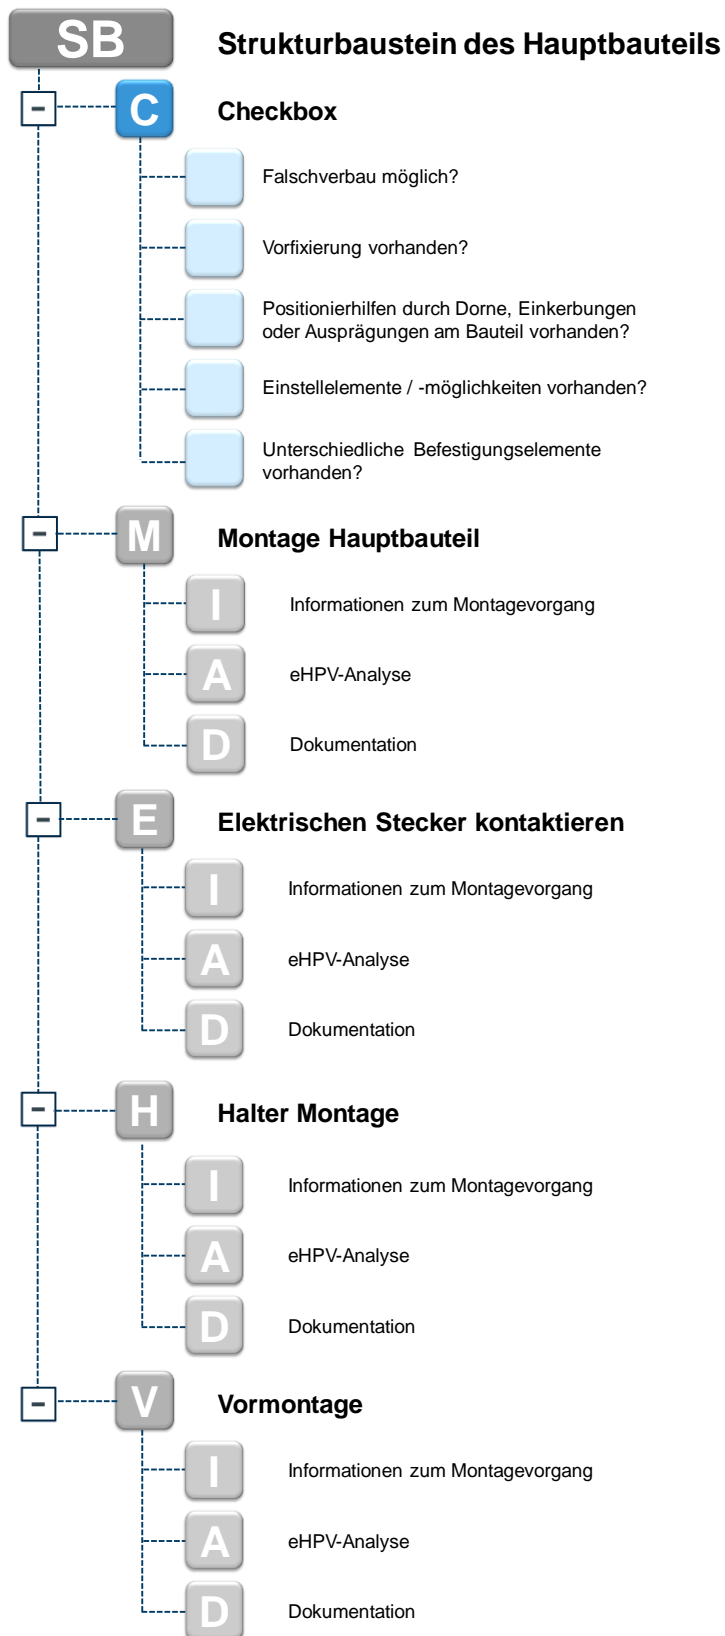 SB
Strukturbaustein des Hauptbauteils
C
Checkbox
Falschverbau möglich?
Vorfixierung vorhanden?
Positionierhilfen durch Dorne, Einkerbungen
oder Ausprägungen am Bauteil vorhanden?
Einstellelemente / -möglichkeiten vorhanden?
Unterschiedliche Befestigungselemente
vorhanden?
M
Montage Hauptbauteil
I
Informationen zum Montagevorgang
A
eHPV-Analyse
D
Dokumentation
E
Elektrischen Stecker kontaktieren
I
Informationen zum Montagevorgang
A
eHPV-Analyse
D
Dokumentation
H
Halter Montage
I
Informationen zum Montagevorgang
A
eHPV-Analyse
D
Dokumentation
V
Vormontage
I
Informationen zum Montagevorgang
A
eHPV-Analyse
D
Dokumentation